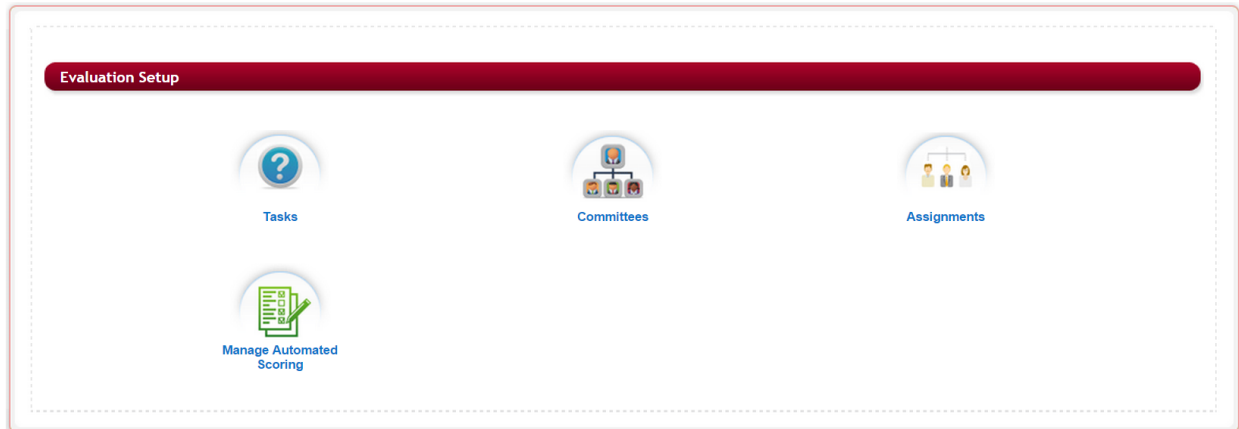 Evaluation Setup
?
Tasks
Committees
Assignments
Manage Automated
Scoring